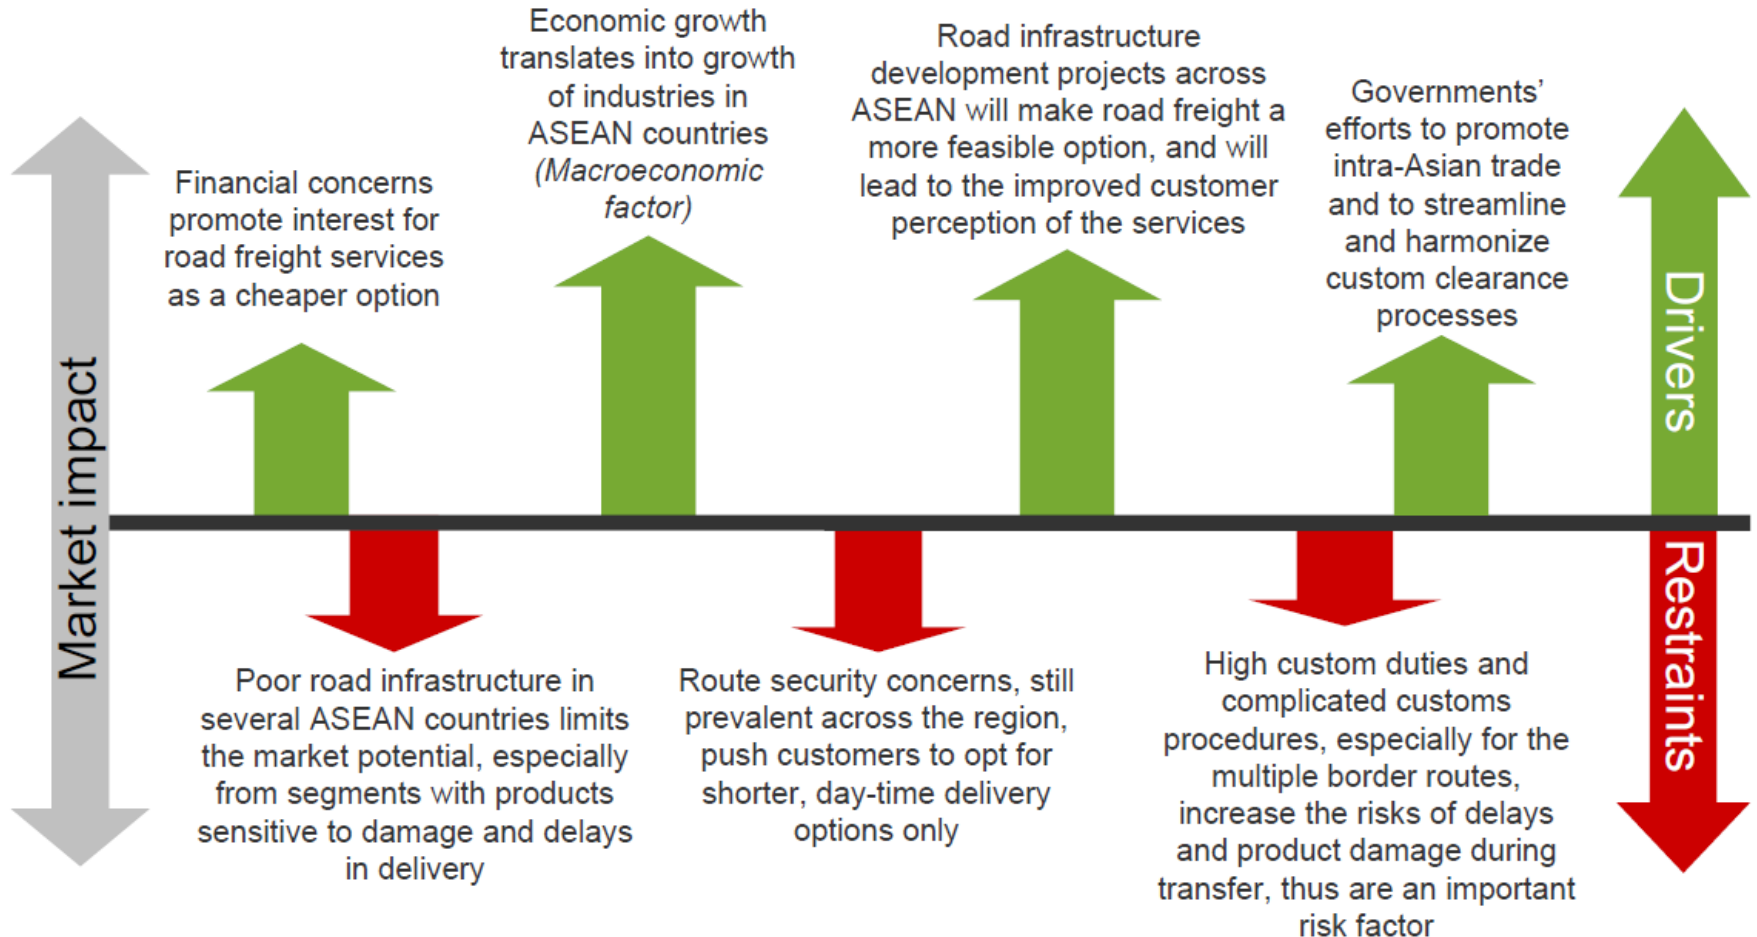 Economic growth
translates into growth
of industries in
ASEAN countries
(Macroeconomic
factor)
Road infrastructure
development projects across
ASEAN will make road freight a
more feasible option, and will
lead to the improved customer
perception of the services
Governments’
efforts to promote
intra-Asian trade
and to streamline
and harmonize
custom clearance
processes
Financial concerns
promote interest for
road freight services
as a cheaper option
Market impact
Drivers
Restraints
Poor road infrastructure in
several ASEAN countries limits
the market potential, especially
from segments with products
sensitive to damage and delays
in delivery
Route security concerns, still
prevalent across the region,
push customers to opt for
shorter, day-time delivery
options only
High custom duties and
complicated customs
procedures, especially for the
multiple border routes,
increase the risks of delays
and product damage during
transfer, thus are an important
risk factor